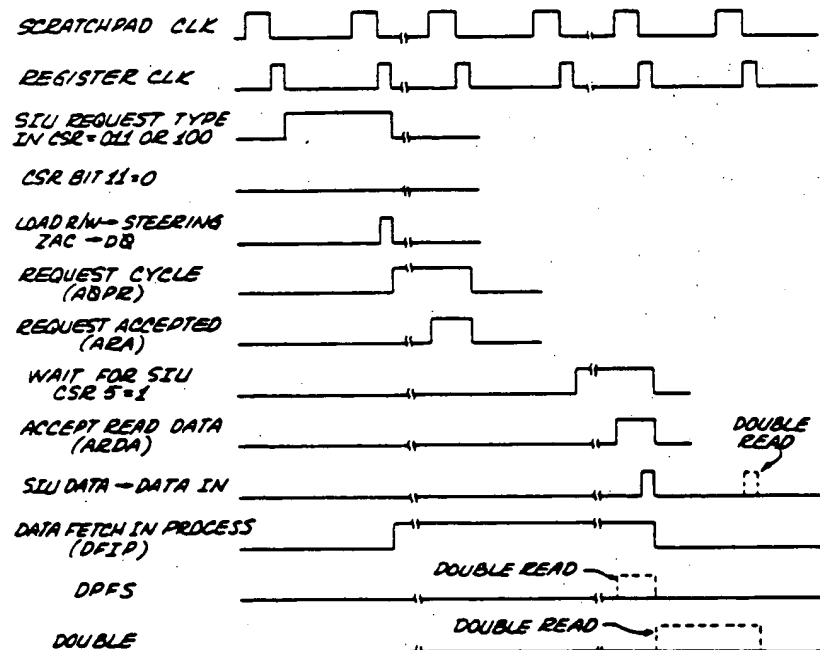 SCRATCHPAD CLK
REGISTER CLK
SIU REQUEST TYPE
IN CSR=011 OR 100
CSR BIT 11=0
LOAD R/W→STEERING
ZAC→DQ
REQUEST CYCLE
(AOPR)
REQUEST ACCEPTED
(ARA)
WAIT FOR SIU
CSR 5=1
ACCEPT READ DATA
(ARDA)
DOUBLE
READ
SIU DATA→DATA IN
DATA FETCH IN PROCESS
(DFIP)
DOUBLE READ
DPFS
DOUBLE READ
DOUBLE